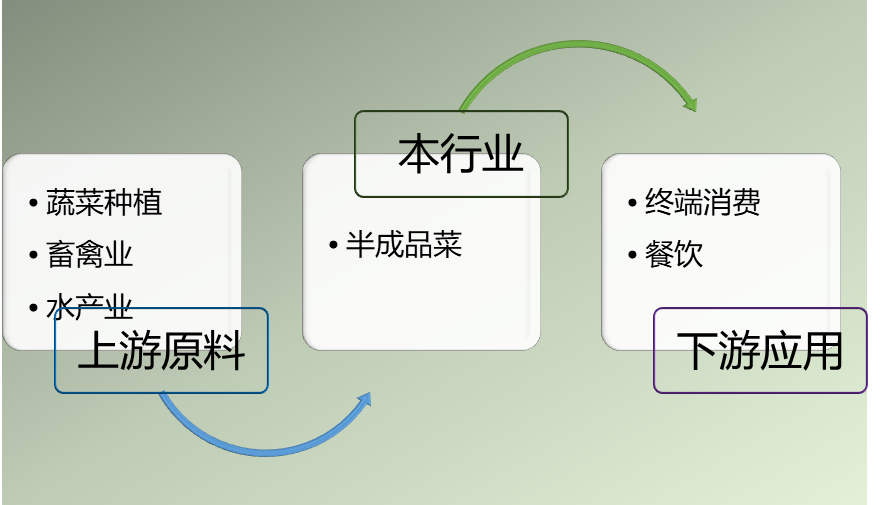 • 蔬菜种植
• 畜禽业
• 水产业
上游原料
本行业
• 半成品菜
• 终端消费
• 餐饮
下游应用